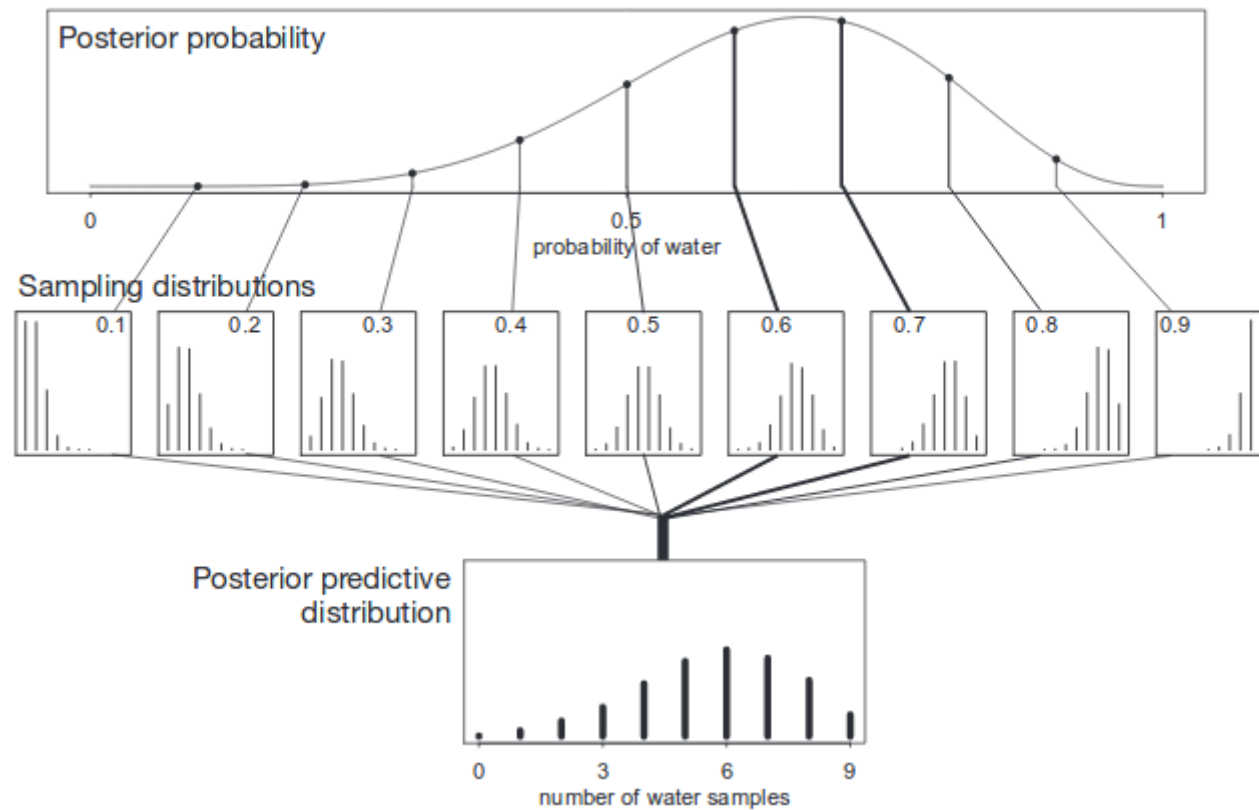 Posterior probability
0 0.5 1
probability of water
Sampling distributions
0.1 0.2 0.3 0.4 0.5 0.6 0.7 0.8 0.9
Posterior predictive
distribution
0 3 6 9
number of water samples